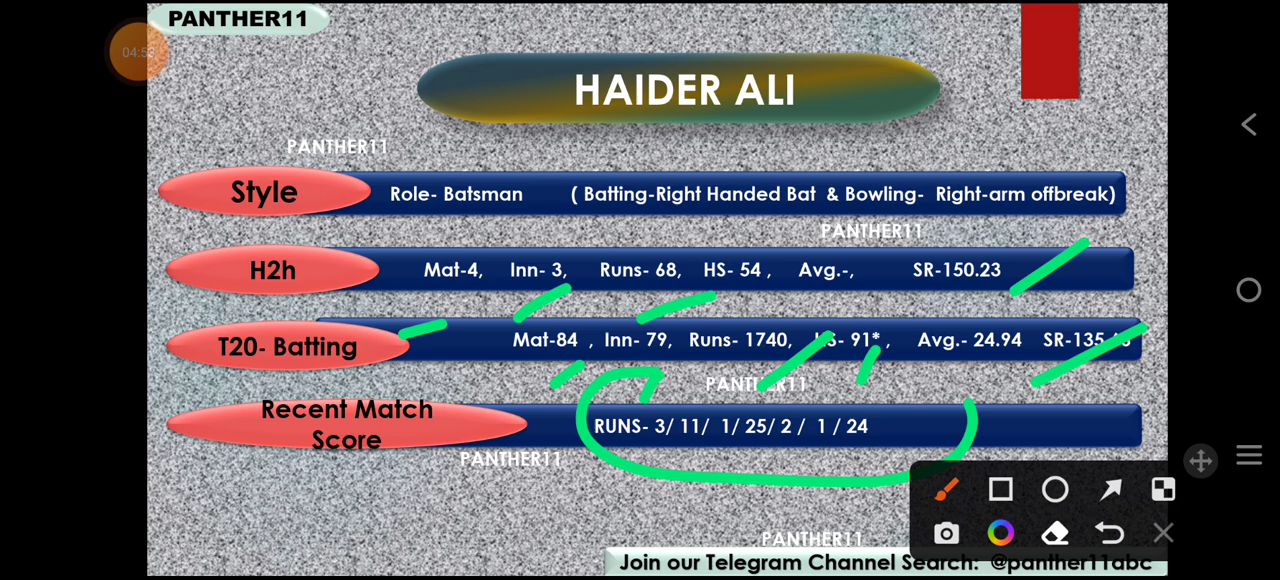 PANTHER11
04:53
HAIDER ALI
PANTHER11
Style
Role- Batsman ( Batting-Right Handed Bat & Bowling- Right-arm offbreak)
PANTHER11
H2h
Mat-4, Inn- 3, Runs- 68, HS- 54 , Avg.-, SR-150.23
T20- Batting
Mat-84 , Inn- 79, Runs- 1740, 91* , Avg.- 24.94
PANTHER11
Recent Match
Score
RUNS- 3/ 11/ 1/ 25/ 2 / 1 / 24
PANTHER11
PANTHER11
Join our Telegram Channel Search: @panther11abc